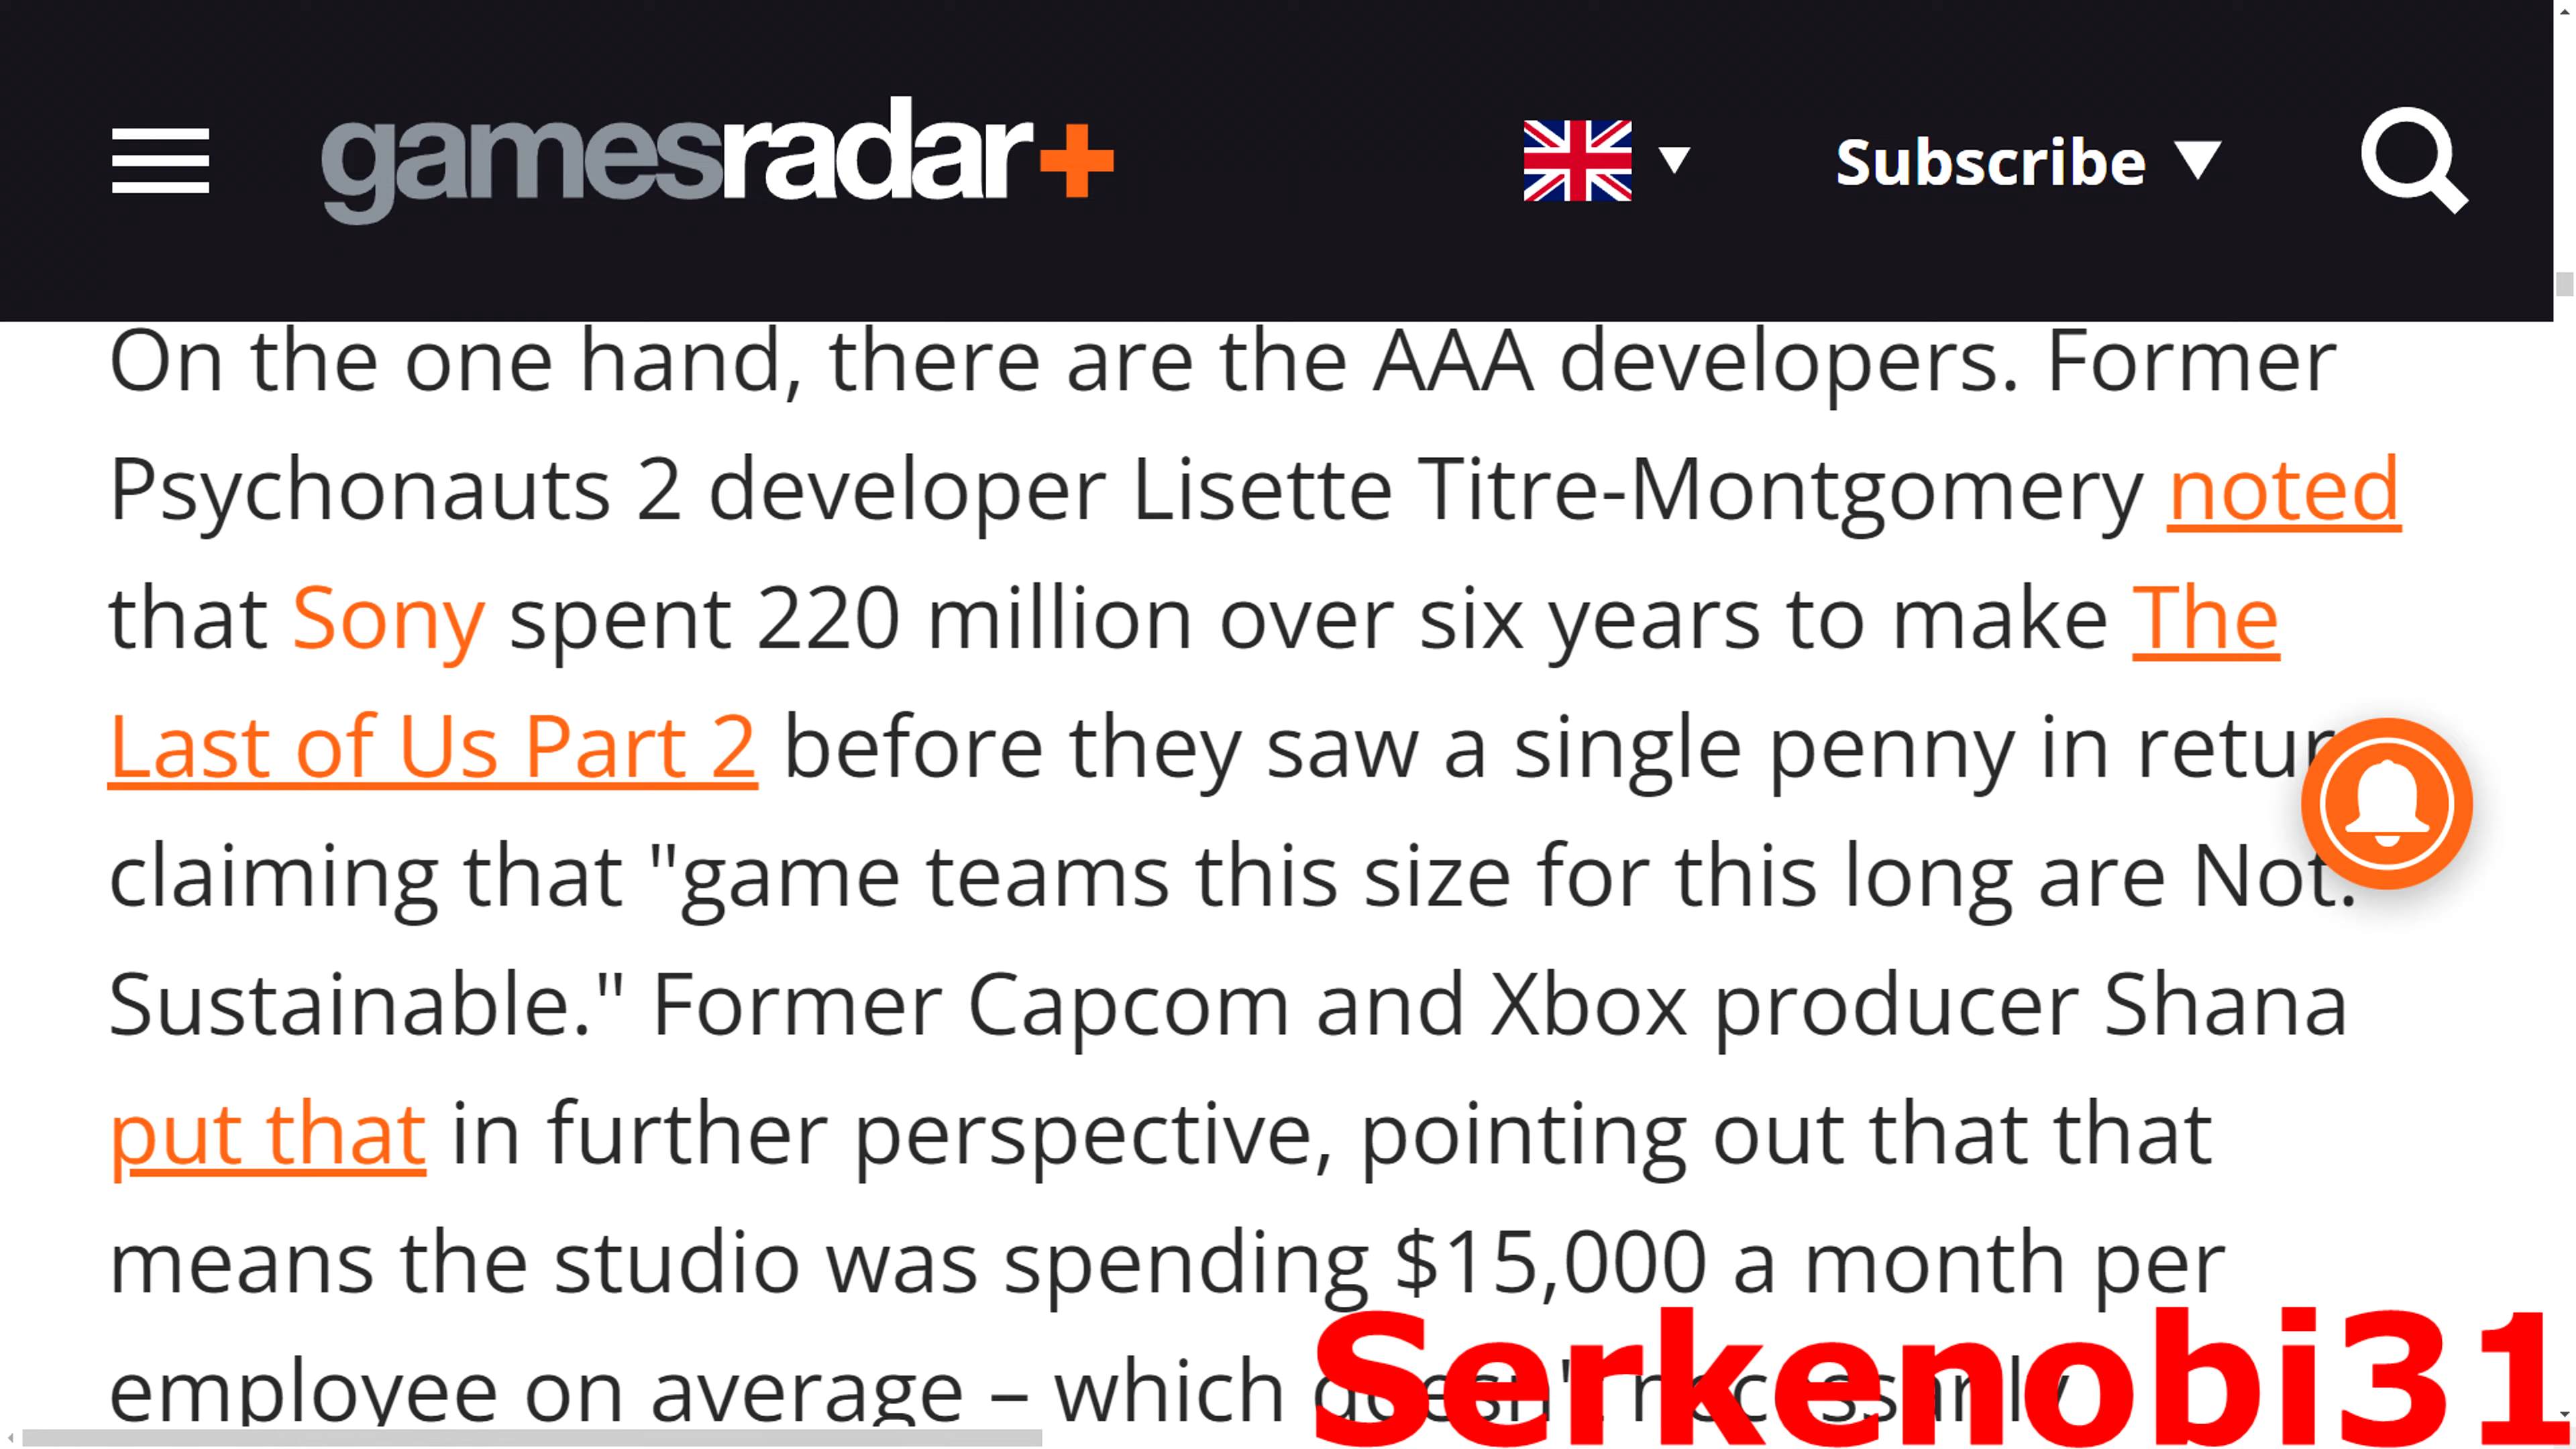 gamesradar+
Subscribe
On the one hand, there are the AAA developers. Former
Psychonauts 2 developer Lisette Titre-Montgomery noted
that Sony spent 220 million over six years to make The
Last of Us Part 2 before they saw a single penny in retur
claiming that "game teams this size for this long are Not.
Sustainable." Former Capcom and Xbox producer Shana
put that in further perspective, pointing out that that
means the studio was spending $15,000 a month per
employee on average – which doesn't necessarily
Serkenobi31